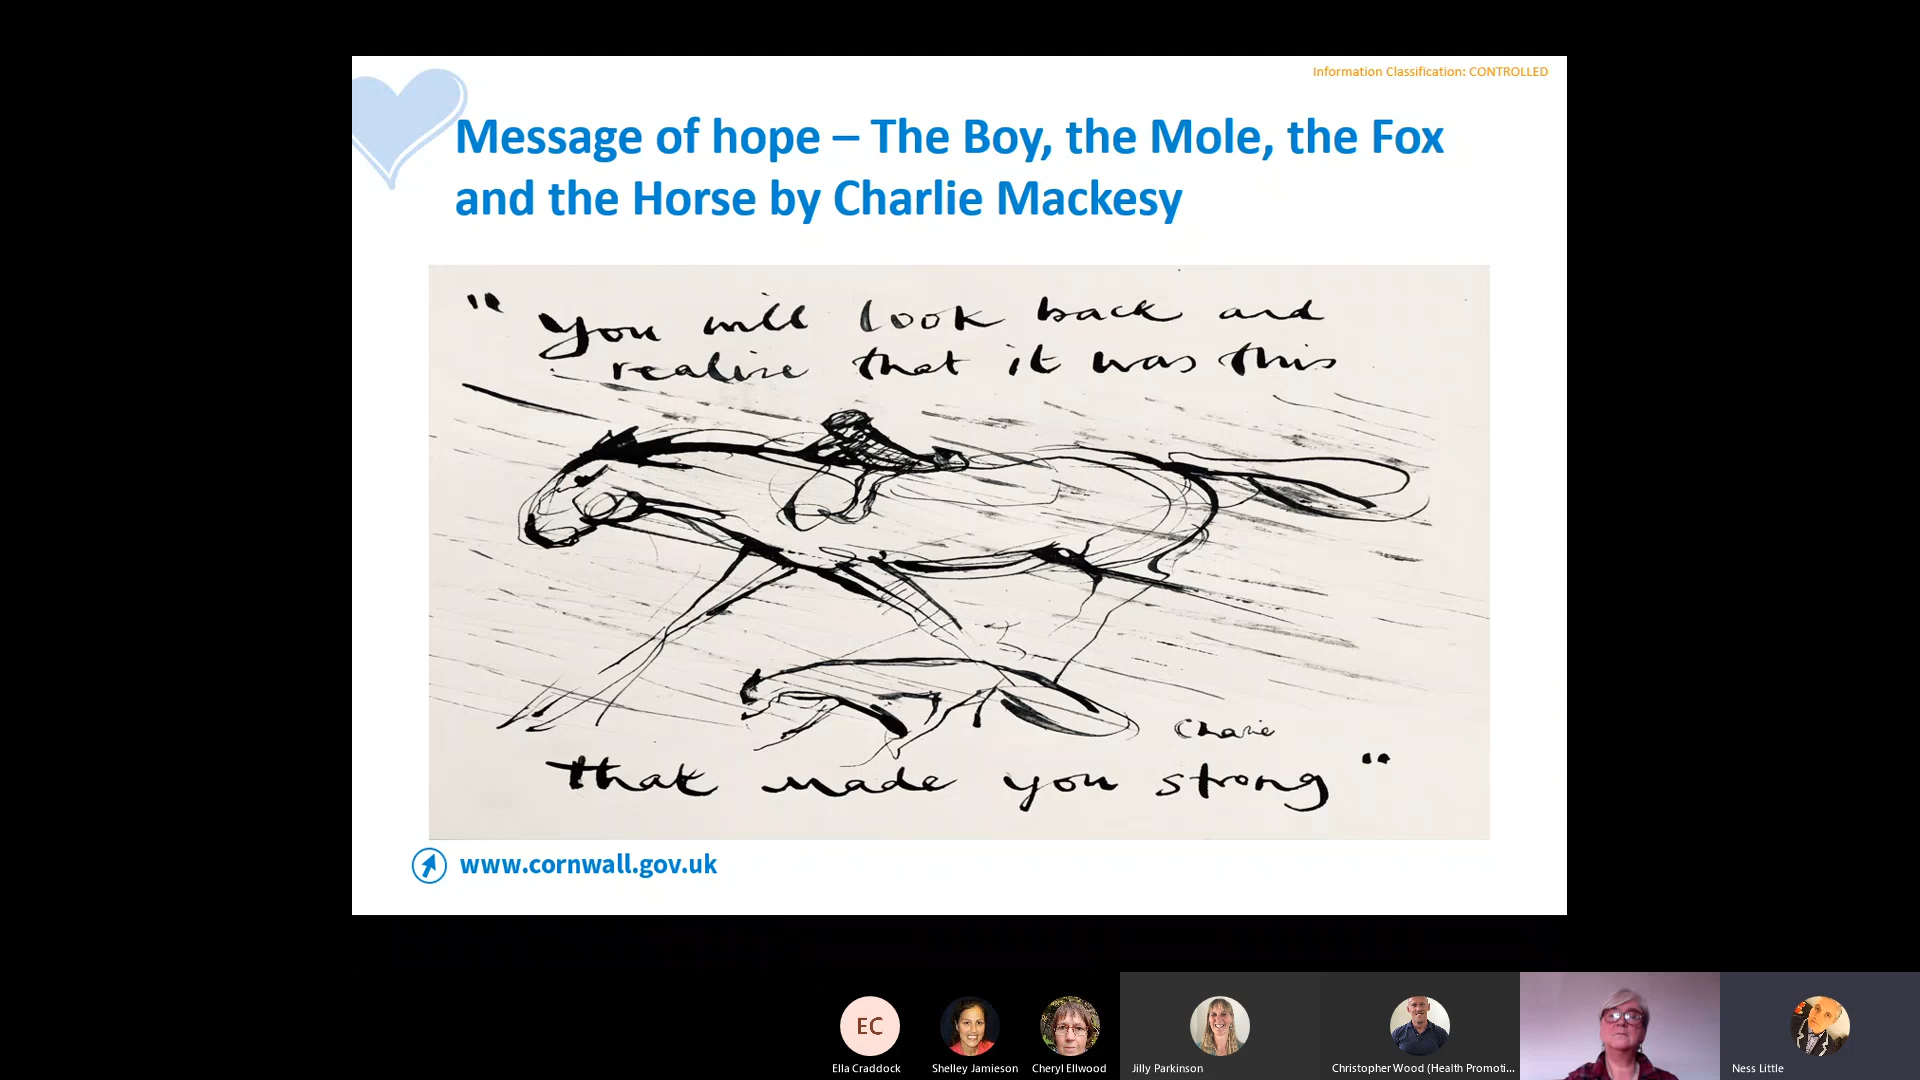 Information Classification: CONTROLLED
Message of hope – The Boy, the Mole, the Fox
and the Horse by Charlie Mackesy
" you will look back and
realise that it was this
Charlie
that made you strong "
www.cornwall.gov.uk
EC
Ella Craddock
Shelley Jamieson
Cheryl Ellwood
Jilly Parkinson
Christopher Wood (Health Promoti...
Ness Little